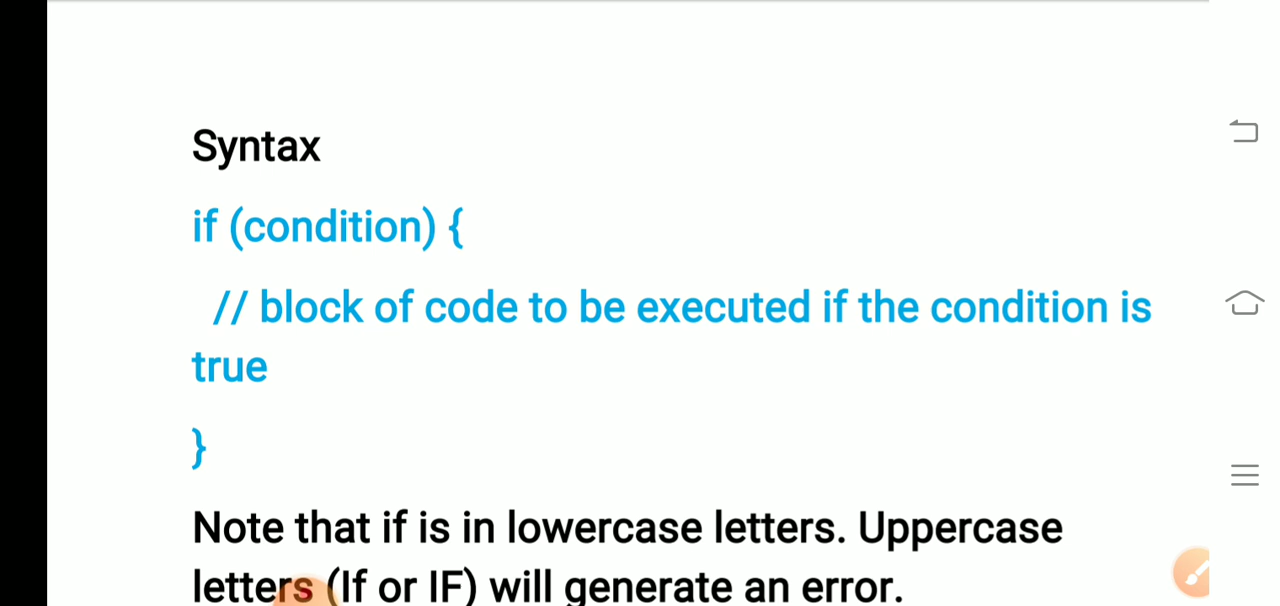 Syntax
if (condition) {
// block of code to be executed if the condition is
true
}
Note that if is in lowercase letters. Uppercase
letters (If or IF) will generate an error.